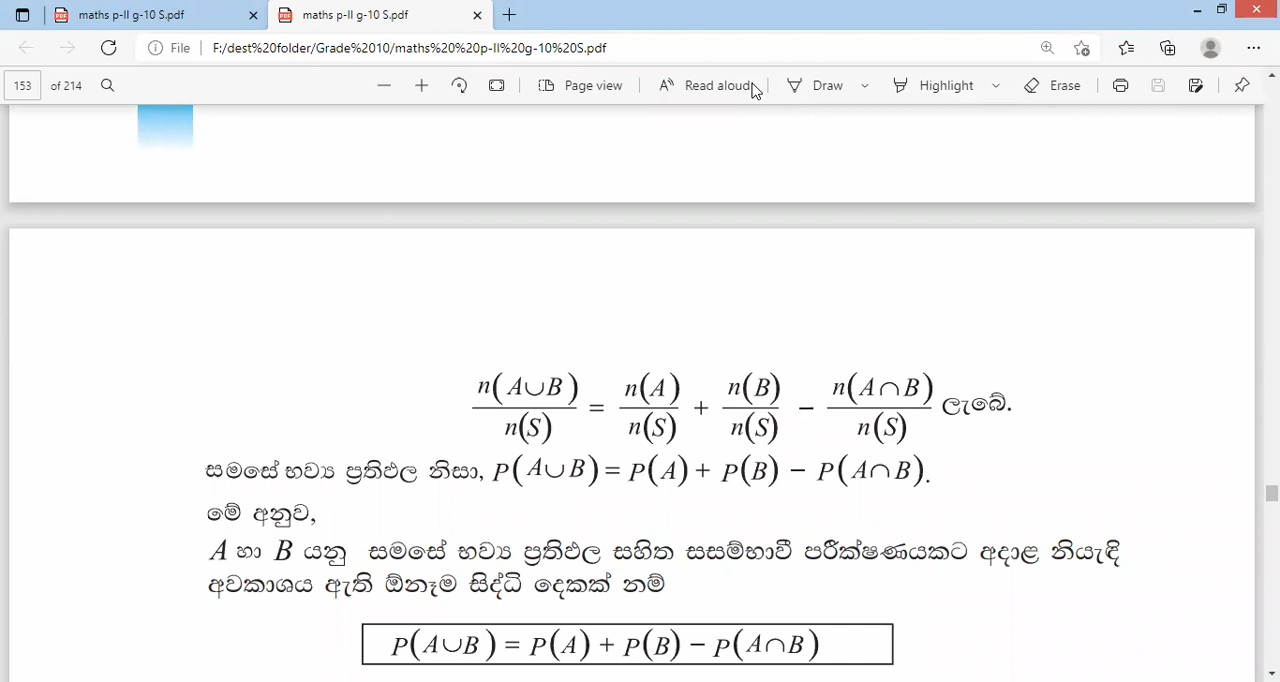 maths p-II g-10 S.pdf
maths p-II g-10 S.pdf
File F:/dest%20folder/Grade%2010/maths%20%20p-II%20g-10%20S.pdf
153 of 214 Page view Read aloud Draw Highlight Erase
n(A∪B)/n(S) = n(A)/n(S) + n(B)/n(S) − n(A∩B)/n(S) ලැබේ.
සමසේ භව්‍ය ප්‍රතිඵල නිසා, P(A∪B) = P(A) + P(B) − P(A∩B).
මේ අනුව,
A හා B යනු සමසේ භව්‍ය ප්‍රතිඵල සහිත සසම්භාවී පරීක්ෂණයකට අදාළ නියැඳි
අවකාශය ඇති ඕනෑම සිද්ධි දෙකක් නම්
P(A∪B) = P(A) + P(B) − P(A∩B)